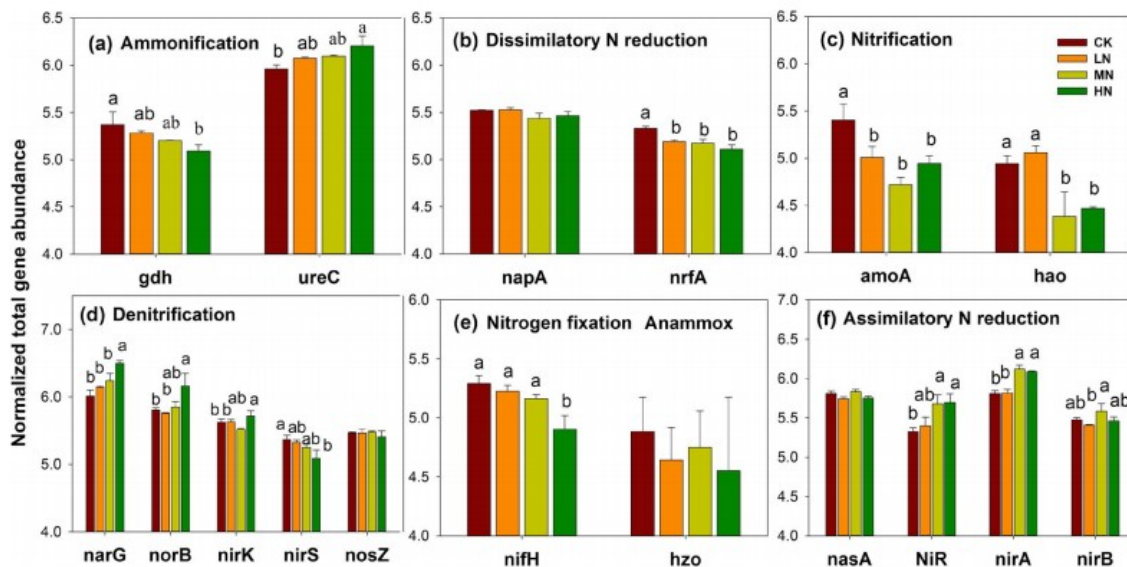 Normalized total gene abundance
(a) Ammonification
6.5
6.0
5.5
5.0
4.5
4.0
a ab ab b
b ab ab a
gdh ureC
(b) Dissimilatory N reduction
6.5
6.0
5.5
5.0
4.5
4.0
a b b b
napA nrfA
(c) Nitrification
CK
LN
MN
HN
6.5
6.0
5.5
5.0
4.5
4.0
a b b b
a a b b
amoA hao
(d) Denitrification
7.0
6.0
5.0
4.0
b b b a
b b ab a
b b ab a
a ab ab b
narG norB nirK nirS nosZ
(e) Nitrogen fixation Anammox
6.0
5.5
5.0
4.5
4.0
a a a b
nifH hzo
(f) Assimilatory N reduction
7.0
6.5
6.0
5.5
5.0
4.5
4.0
b ab a a
b b a a
ab b a ab
nasA NiR nirA nirB